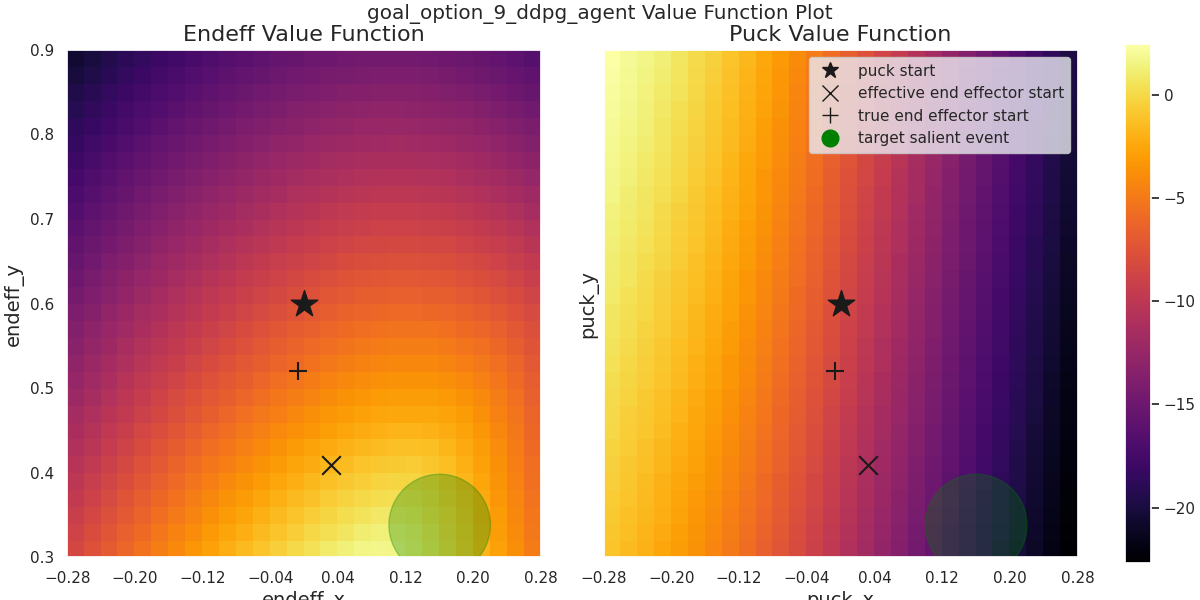 goal_option_9_ddpg_agent Value Function Plot
Endeff Value Function
Puck Value Function
0.9
0.8
0.7
0.6
0.5
0.4
0.3
endeff_y
−0.28 −0.20 −0.12 −0.04 0.04 0.12 0.20 0.28
endeff_x
puck_y
puck start
effective end effector start
true end effector start
target salient event
−0.28 −0.20 −0.12 −0.04 0.04 0.12 0.20 0.28
puck_x
0
−5
−10
−15
−20